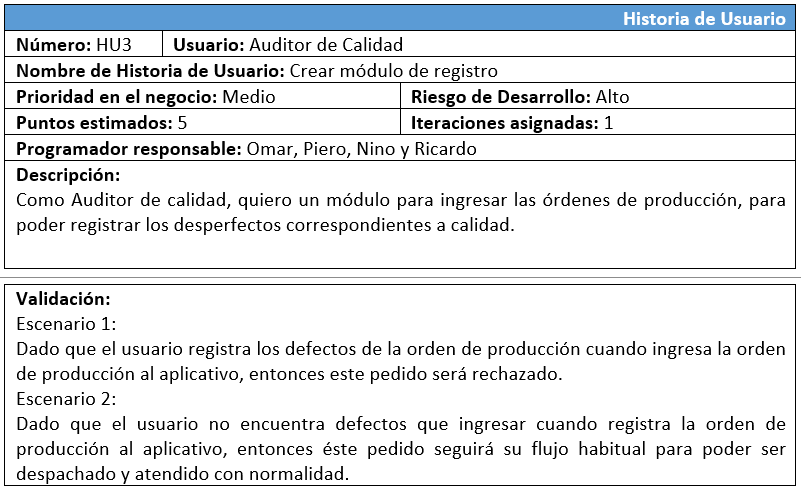 Historia de Usuario
Número: HU3 Usuario: Auditor de Calidad
Nombre de Historia de Usuario: Crear módulo de registro
Prioridad en el negocio: Medio Riesgo de Desarrollo: Alto
Puntos estimados: 5 Iteraciones asignadas: 1
Programador responsable: Omar, Piero, Nino y Ricardo
Descripción:
Como Auditor de calidad, quiero un módulo para ingresar las órdenes de producción, para
poder registrar los desperfectos correspondientes a calidad.
Validación:
Escenario 1:
Dado que el usuario registra los defectos de la orden de producción cuando ingresa la orden
de producción al aplicativo, entonces este pedido será rechazado.
Escenario 2:
Dado que el usuario no encuentra defectos que ingresar cuando registra la orden de
producción al aplicativo, entonces éste pedido seguirá su flujo habitual para poder ser
despachado y atendido con normalidad.